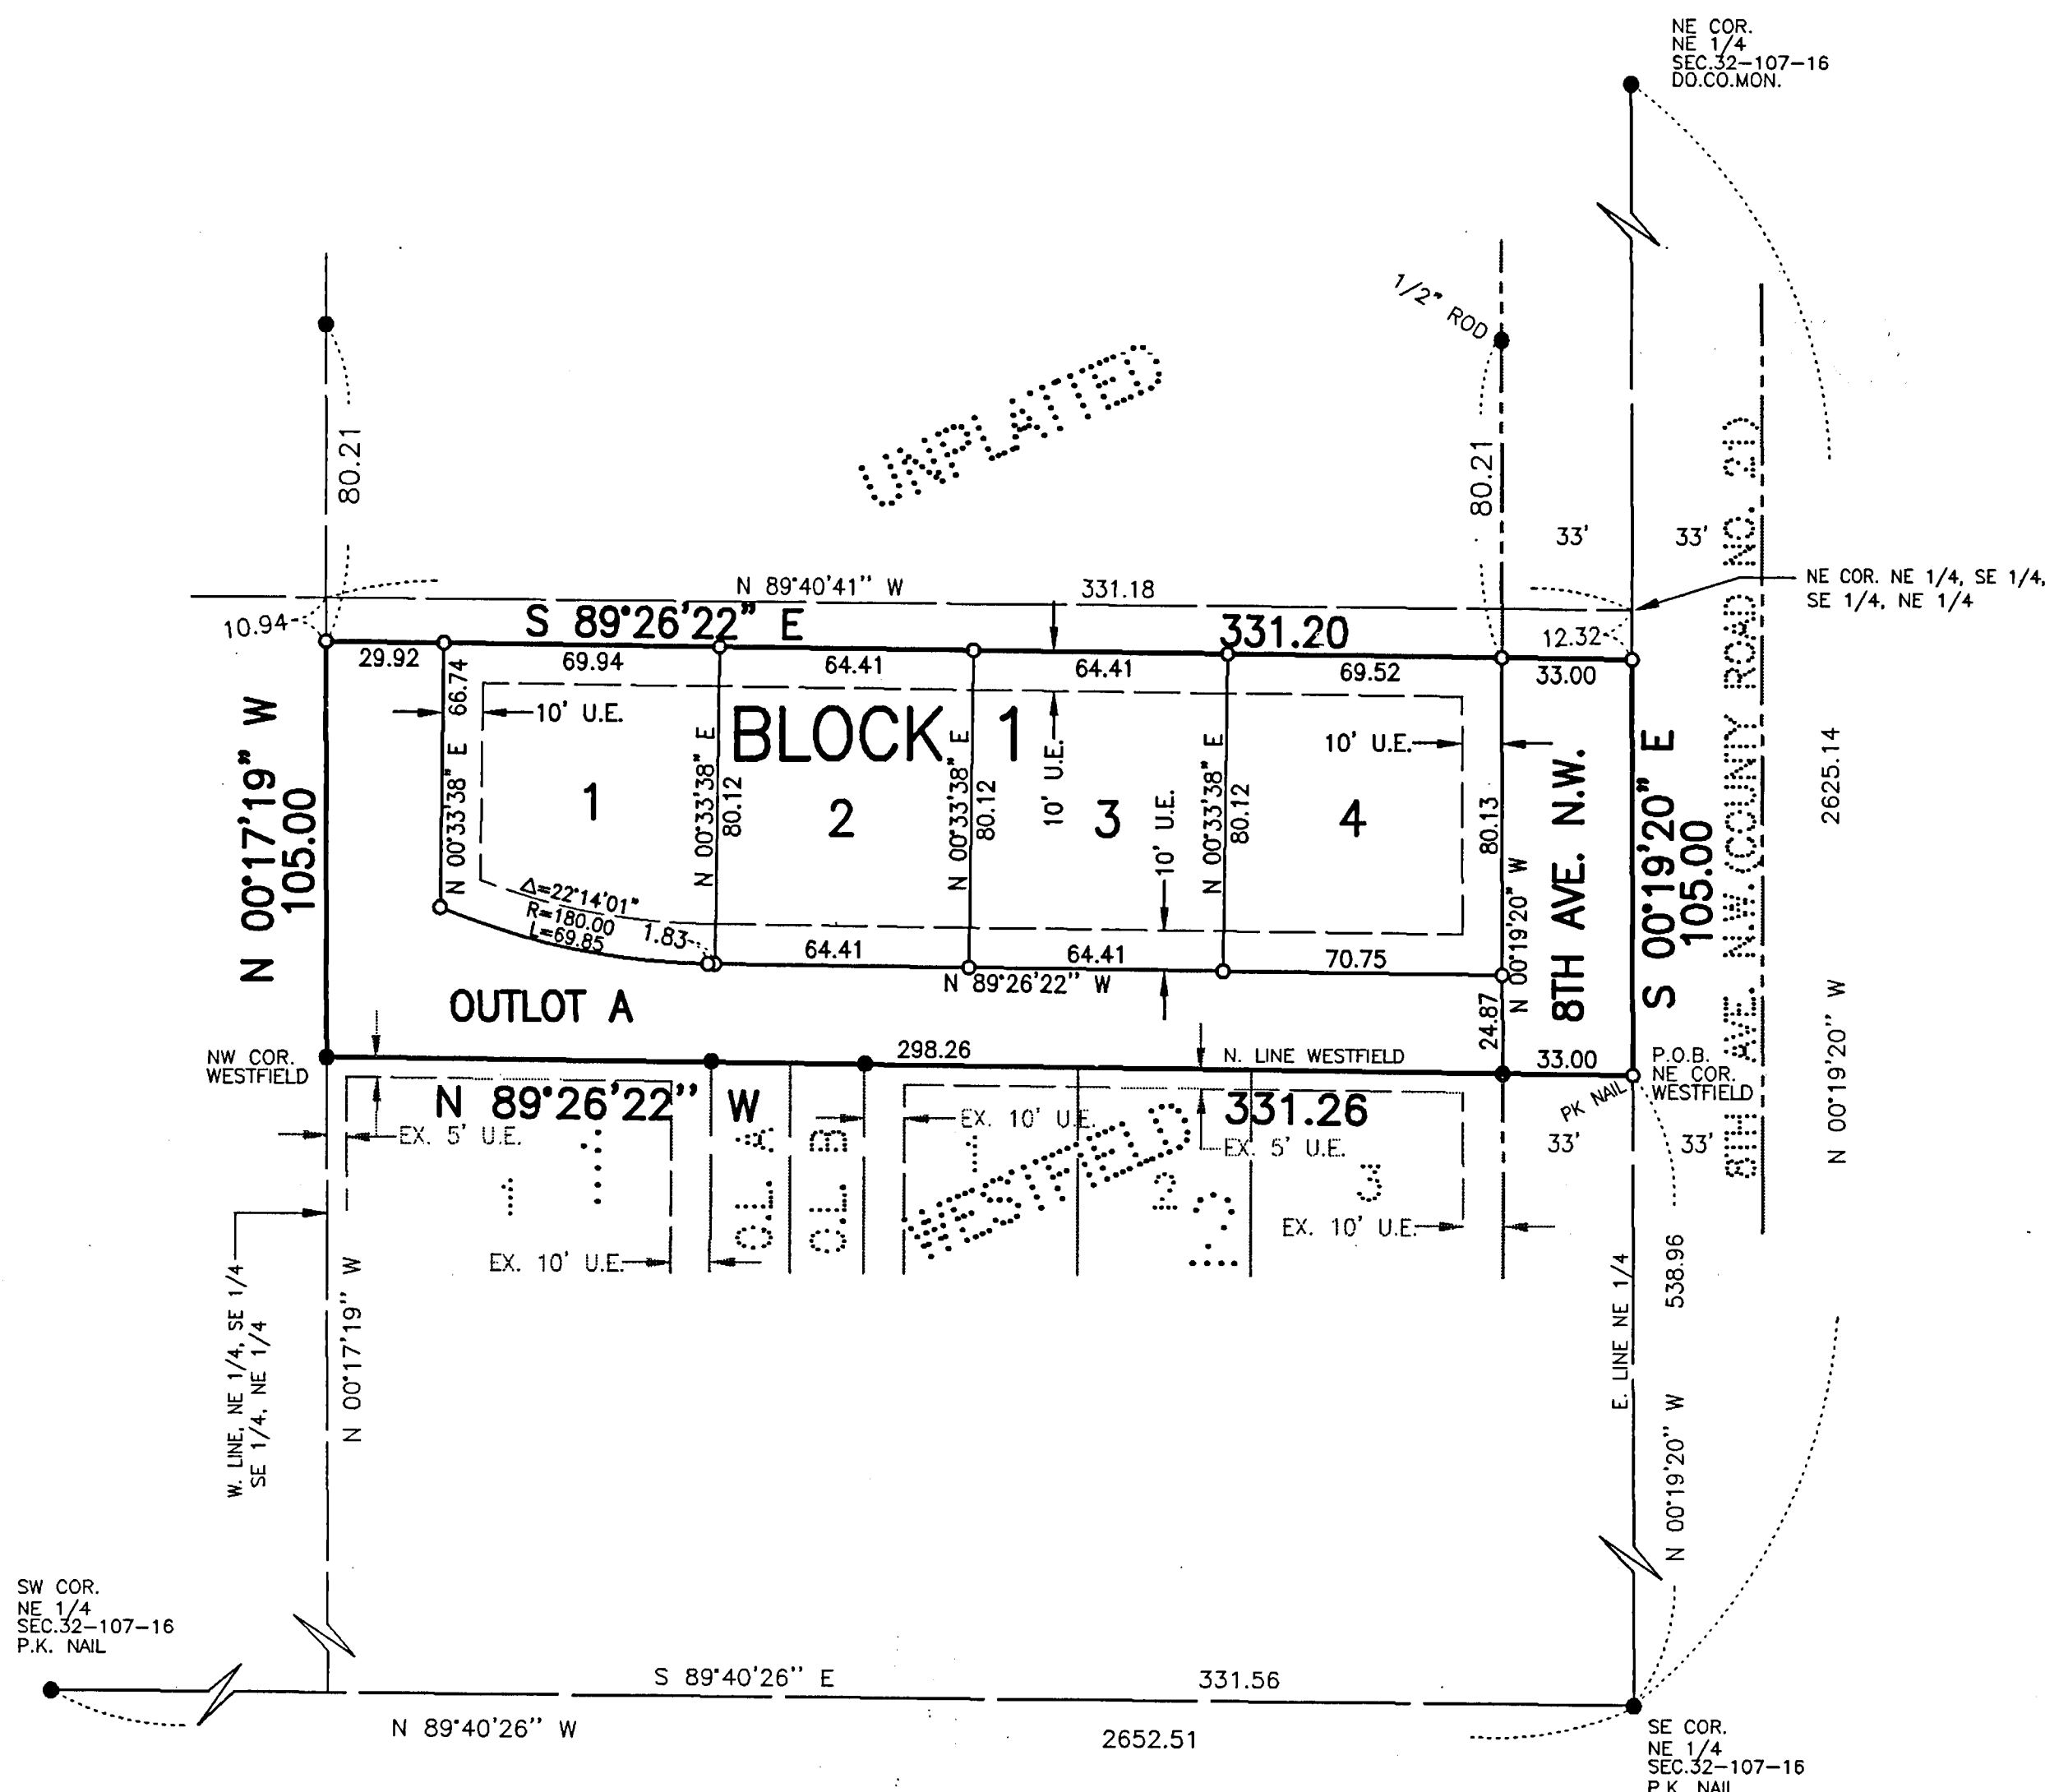 NE COR.
NE 1/4
SEC.32-107-16
DO.CO.MON.
1/2" ROD
UNPLATTED
80.21
80.21
33'
33'
8TH AVE. N.W. (COUNTY ROAD NO. 21)
NE COR. NE 1/4, SE 1/4,
SE 1/4, NE 1/4
N 89°40'41'' W
331.18
10.94
S 89°26'22" E
331.20
12.32
29.92
69.94
64.41
64.41
69.52
33.00
66.74
10' U.E.
BLOCK 1
10' U.E.
10' U.E.
N 00°17'19" W
105.00
N 00°33'38" E
1
N 00°33'38" E
80.12
2
N 00°33'38" E
80.12
3
10' U.E.
N 00°33'38" E
80.12
4
80.13
N 00°19'20" W
8TH AVE. N.W.
S 00°19'20" E
105.00
2625.14
N 00°19'20'' W
Δ=22°14'01"
R=180.00
L=69.85
1.83
64.41
64.41
70.75
N 89°26'22'' W
OUTLOT A
24.87
NW COR.
WESTFIELD
298.26
N. LINE WESTFIELD
33.00
P.O.B.
NE COR.
WESTFIELD
PK NAIL
N 89°26'22'' W
331.26
EX. 5' U.E.
EX. 10' U.E.
EX. 5' U.E.
33'
33'
1
1
O.L. A
O.L. B
1
WESTFIELD
2
2
3
EX. 10' U.E.
EX. 10' U.E.
W. LINE, NE 1/4, SE 1/4
SE 1/4, NE 1/4
N 00°17'19'' W
E. LINE NE 1/4
538.96
N 00°19'20'' W
SW COR.
NE 1/4
SEC.32-107-16
P.K. NAIL
S 89°40'26'' E
331.56
N 89°40'26'' W
2652.51
SE COR.
NE 1/4
SEC.32-107-16
P.K. NAIL